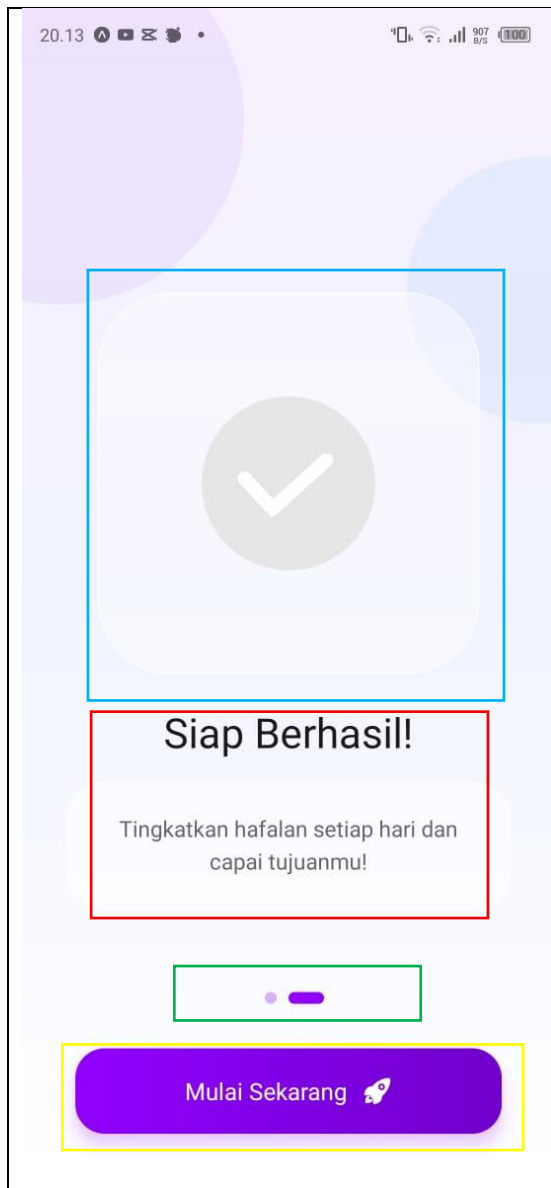 20.13
907
B/S
100
Siap Berhasil!
Tingkatkan hafalan setiap hari dan
capai tujuanmu!
Mulai Sekarang